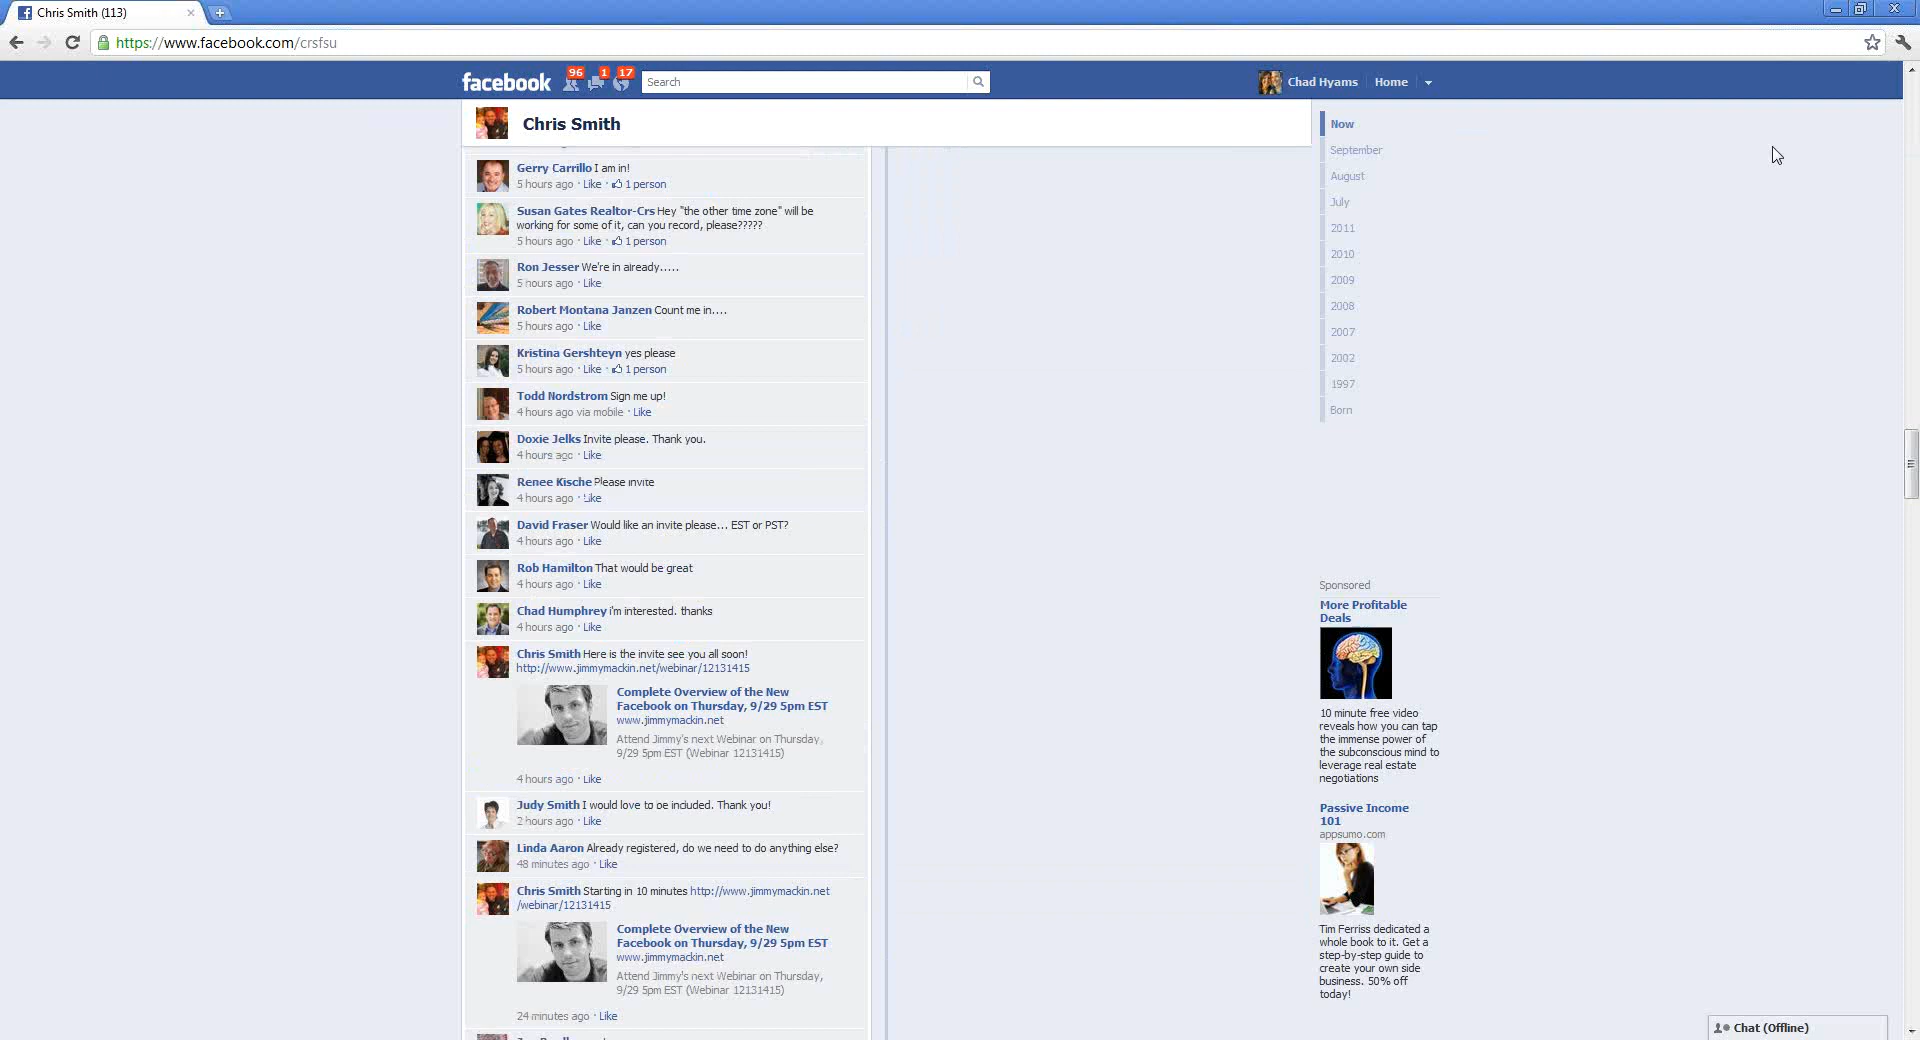 Chris Smith (113)
https://www.facebook.com/crsfsu
facebook
96
1
17
Search
Chad Hyams
Home
Chris Smith
Gerry Carrillo I am in!
5 hours ago · Like · 1 person
Susan Gates Realtor-Crs Hey "the other time zone" will be
working for some of it, can you record, please?????
5 hours ago · Like · 1 person
Ron Jesser We're in already.....
5 hours ago · Like
Robert Montana Janzen Count me in....
5 hours ago · Like
Kristina Gershteyn yes please
5 hours ago · Like · 1 person
Todd Nordstrom Sign me up!
4 hours ago via mobile · Like
Doxie Jelks Invite please. Thank you.
4 hours ago · Like
Renee Kische Please invite
4 hours ago · Like
David Fraser Would like an invite please... EST or PST?
4 hours ago · Like
Rob Hamilton That would be great
4 hours ago · Like
Chad Humphrey i'm interested. thanks
4 hours ago · Like
Chris Smith Here is the invite see you all soon!
http://www.jimmymackin.net/webinar/12131415
Complete Overview of the New
Facebook on Thursday, 9/29 5pm EST
www.jimmymackin.net
Attend Jimmy's next Webinar on Thursday,
9/29 5pm EST (Webinar 12131415)
4 hours ago · Like
Judy Smith I would love to be included. Thank you!
2 hours ago · Like
Linda Aaron Already registered, do we need to do anything else?
48 minutes ago · Like
Chris Smith Starting in 10 minutes http://www.jimmymackin.net
/webinar/12131415
Complete Overview of the New
Facebook on Thursday, 9/29 5pm EST
www.jimmymackin.net
Attend Jimmy's next Webinar on Thursday,
9/29 5pm EST (Webinar 12131415)
24 minutes ago · Like
Now
September
August
July
2011
2010
2009
2008
2007
2002
1997
Born
Sponsored
More Profitable
Deals
10 minute free video
reveals how you can tap
the immense power of
the subconscious mind to
leverage real estate
negotiations
Passive Income
101
appsumo.com
Tim Ferriss dedicated a
whole book to it. Get a
step-by-step guide to
create your own side
business. 50% off
today!
Chat (Offline)